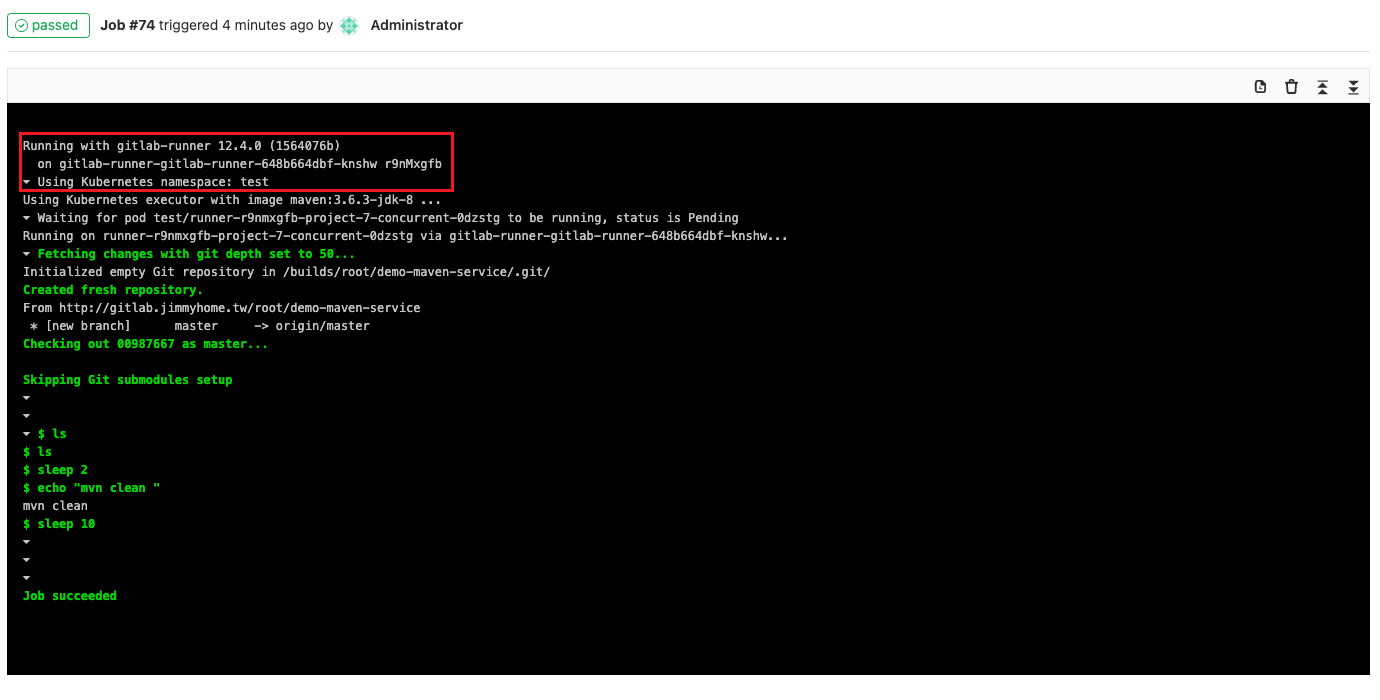 passed Job #74 triggered 4 minutes ago by Administrator
Running with gitlab-runner 12.4.0 (1564076b)
on gitlab-runner-gitlab-runner-648b664dbf-knshw r9nMxgfb
Using Kubernetes namespace: test
Using Kubernetes executor with image maven:3.6.3-jdk-8 ...
Waiting for pod test/runner-r9nmxgfb-project-7-concurrent-0dzstg to be running, status is Pending
Running on runner-r9nmxgfb-project-7-concurrent-0dzstg via gitlab-runner-gitlab-runner-648b664dbf-knshw...
Fetching changes with git depth set to 50...
Initialized empty Git repository in /builds/root/demo-maven-service/.git/
Created fresh repository.
From http://gitlab.jimmyhome.tw/root/demo-maven-service
* [new branch]      master     -> origin/master
Checking out 00987667 as master...
Skipping Git submodules setup
$ ls
$ ls
$ sleep 2
$ echo "mvn clean "
mvn clean
$ sleep 10
Job succeeded